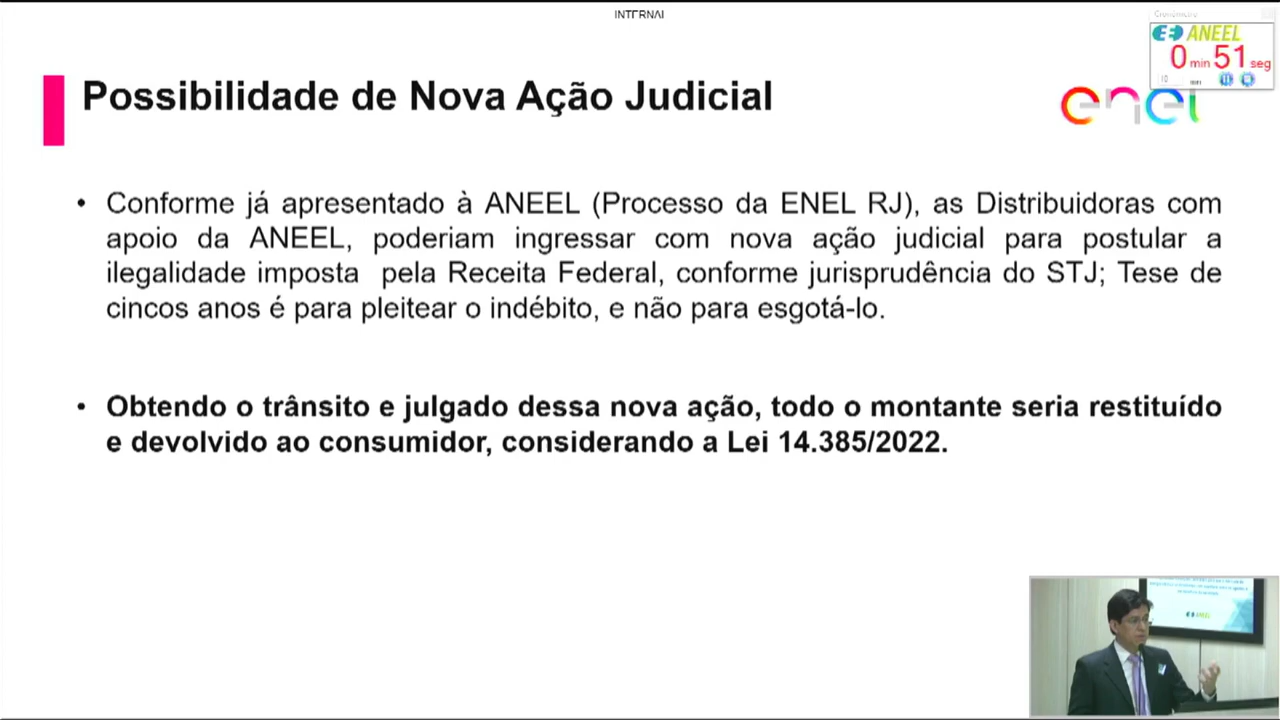 INTERNAL
Cronômetro
ANEEL
0 min 51 seg
10
Possibilidade de Nova Ação Judicial
enel
• Conforme já apresentado à ANEEL (Processo da ENEL RJ), as Distribuidoras com
apoio da ANEEL, poderiam ingressar com nova ação judicial para postular a
ilegalidade imposta pela Receita Federal, conforme jurisprudência do STJ; Tese de
cincos anos é para pleitear o indébito, e não para esgotá-lo.
• Obtendo o trânsito e julgado dessa nova ação, todo o montante seria restituído
e devolvido ao consumidor, considerando a Lei 14.385/2022.
ANEEL